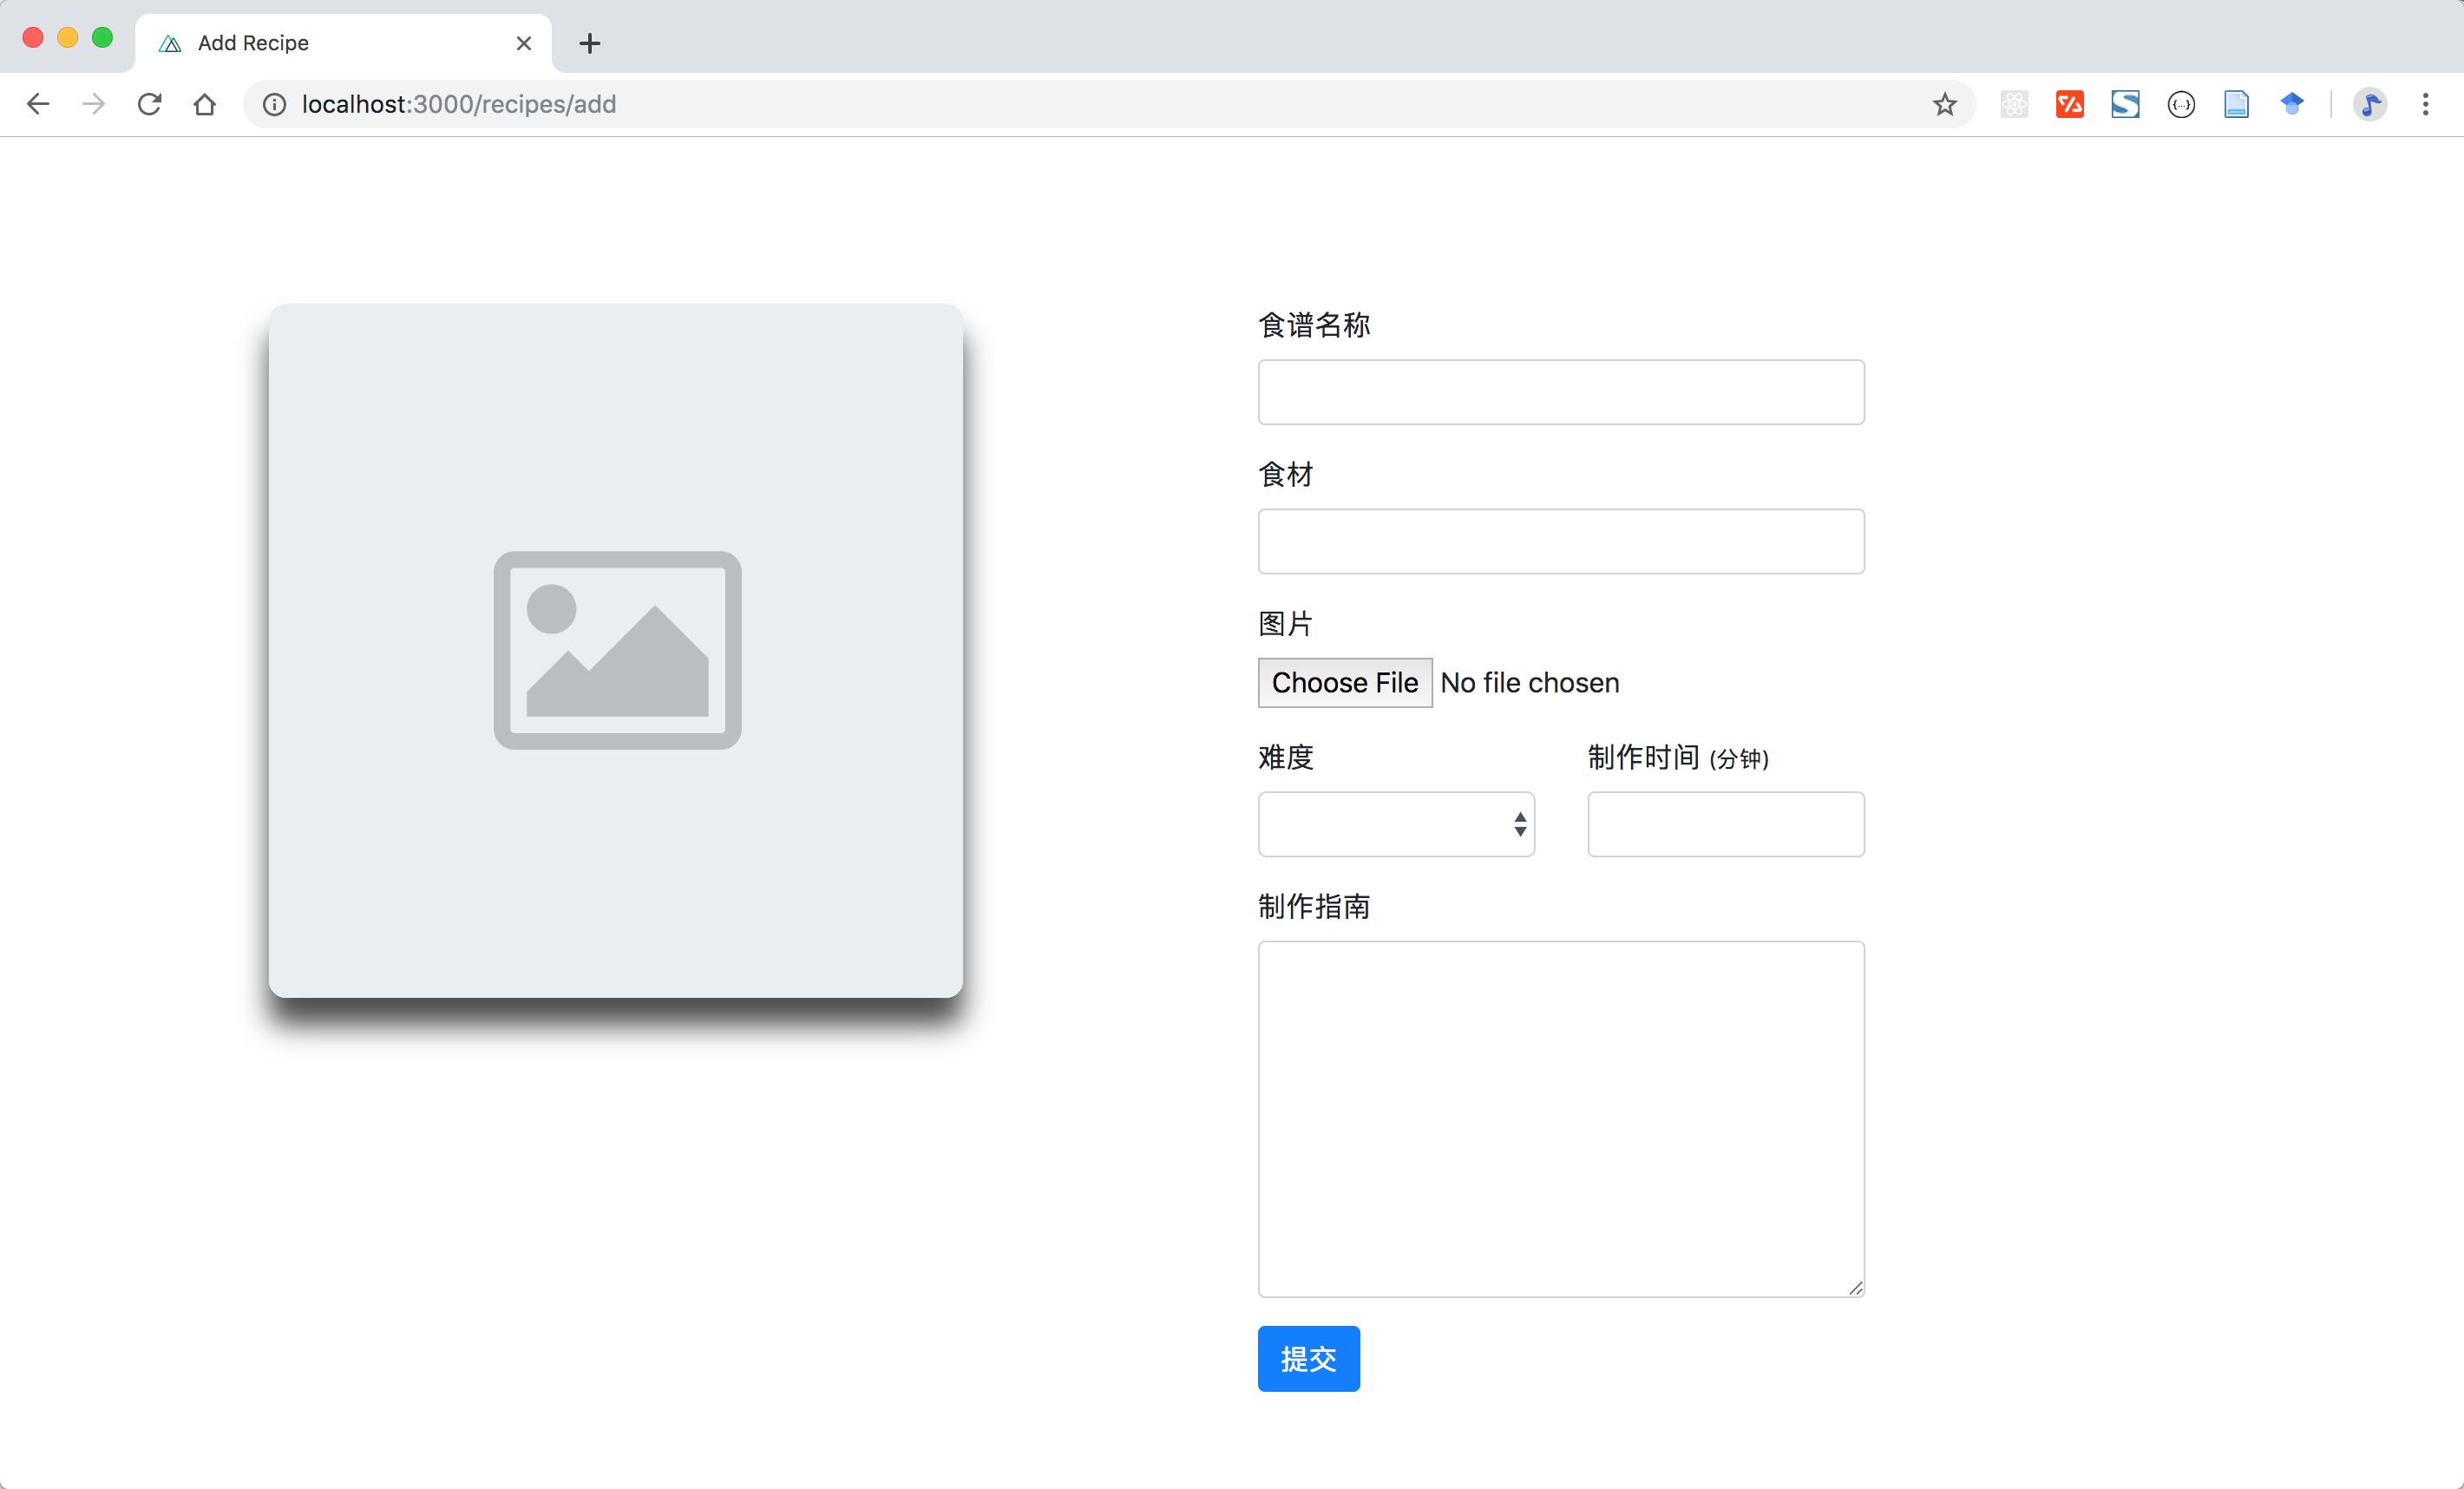 Add Recipe
localhost:3000/recipes/add
食谱名称
食材
图片
Choose File No file chosen
难度
制作时间 (分钟)
制作指南
提交